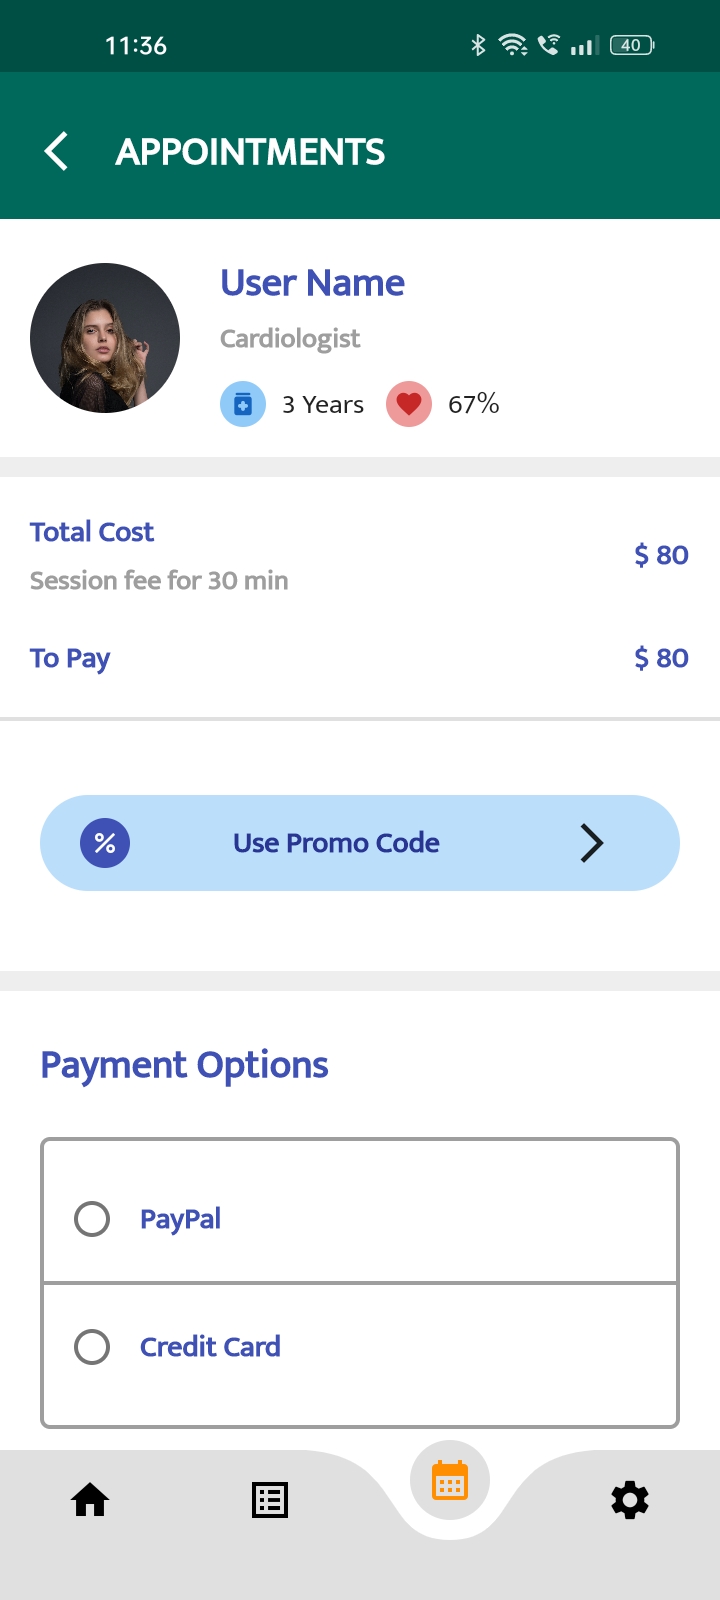 11:36
40
APPOINTMENTS
User Name
Cardiologist
3 Years 67%
Total Cost
$ 80
Session fee for 30 min
To Pay $ 80
% Use Promo Code
Payment Options
PayPal
Credit Card